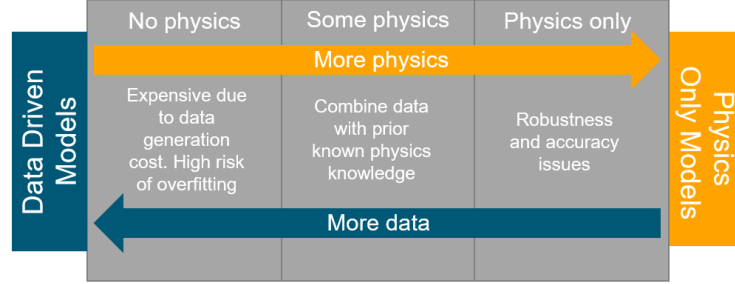 No physics
Some physics
Physics only
More physics
Data Driven
Models
Expensive due
to data
generation
cost. High risk
of overfitting
Combine data
with prior
known physics
knowledge
Robustness
and accuracy
issues
Physics
Only Models
More data